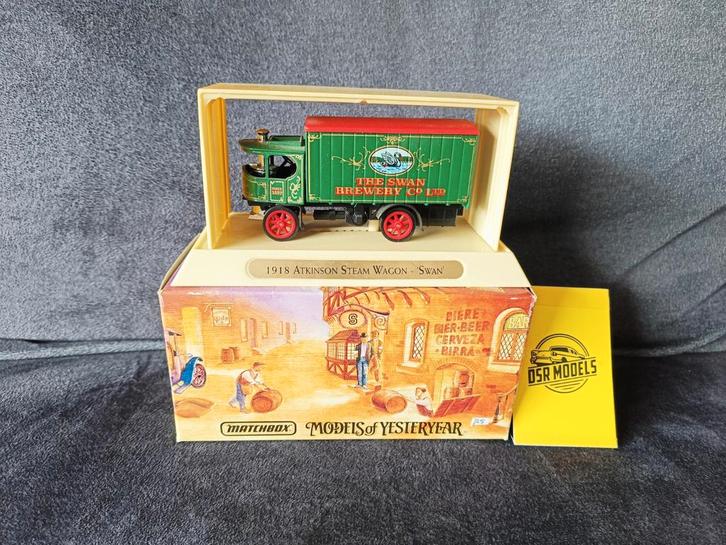 THE SWAN
BREWERY CO LTD
1918 ATKINSON STEAM WAGON - 'SWAN'
S
BIERE
BIER·BEER
CERVEZA
·BIRRA·
MATCHBOX
MODELS of YESTERYEAR
DSR MODELS